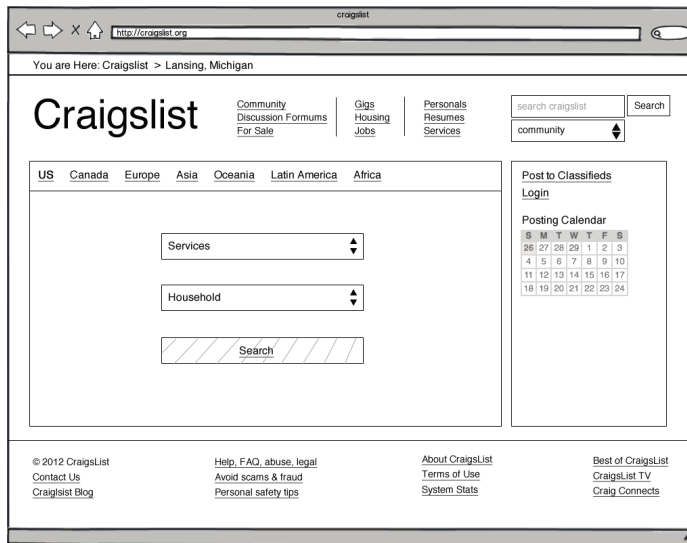 craigslist
http://craigslist.org
You are Here: Craigslist > Lansing, Michigan
Craigslist
Community
Discussion Formums
For Sale
Gigs
Housing
Jobs
Personals
Resumes
Services
search craigslist
Search
community
US Canada Europe Asia Oceania Latin America Africa
Services
Household
Search
Post to Classifieds
Login
Posting Calendar
S M T W T F S
26 27 28 29 1 2 3
4 5 6 7 8 9 10
11 12 13 14 15 16 17
18 19 20 21 22 23 24
© 2012 CraigsList
Contact Us
Craiglsist Blog
Help, FAQ, abuse, legal
Avoid scams & fraud
Personal safety tips
About CraigsList
Terms of Use
System Stats
Best of CraigsList
CraigsList TV
Craig Connects